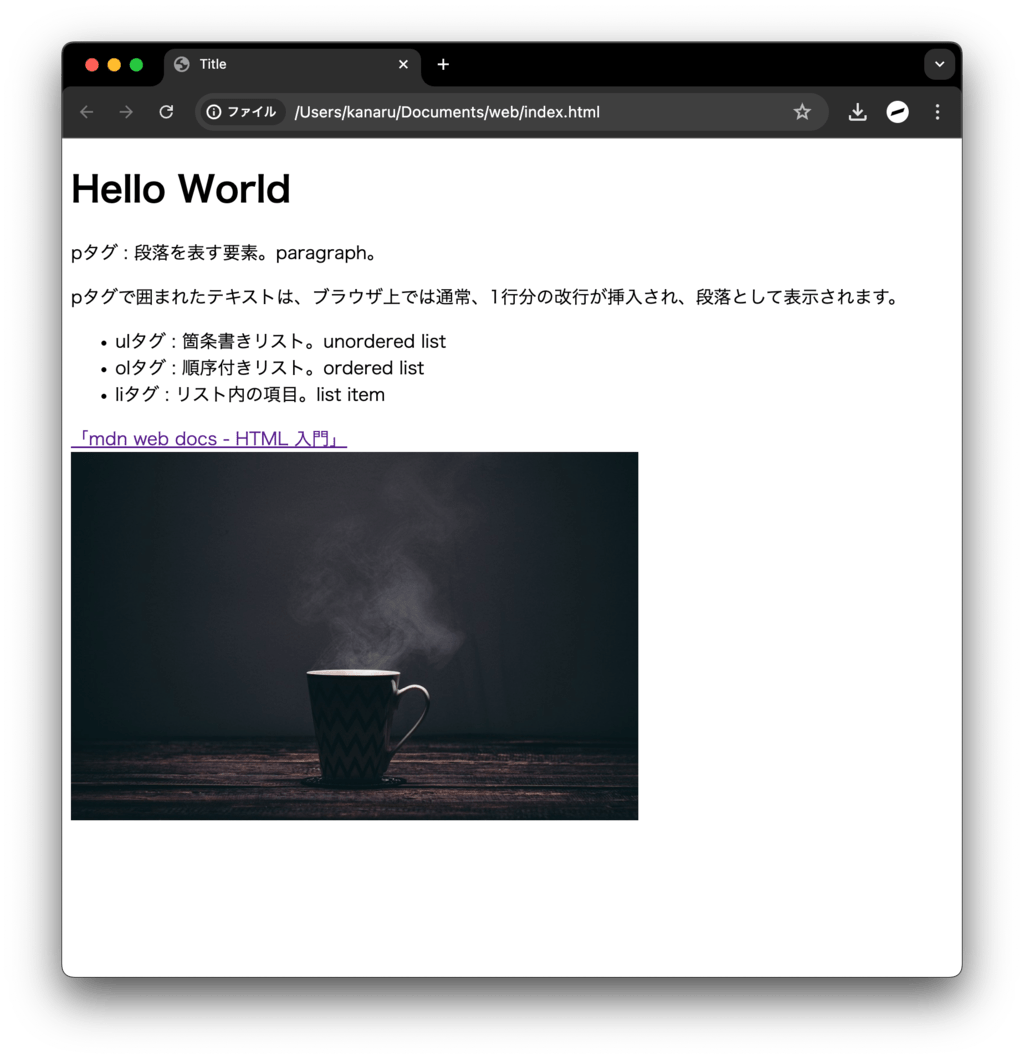 Title
ファイル /Users/kanaru/Documents/web/index.html
Hello World
pタグ : 段落を表す要素。paragraph。
pタグで囲まれたテキストは、ブラウザ上では通常、1行分の改行が挿入され、段落として表示されます。
• ulタグ : 箇条書きリスト。unordered list
• olタグ : 順序付きリスト。ordered list
• liタグ : リスト内の項目。list item
「mdn web docs - HTML 入門」